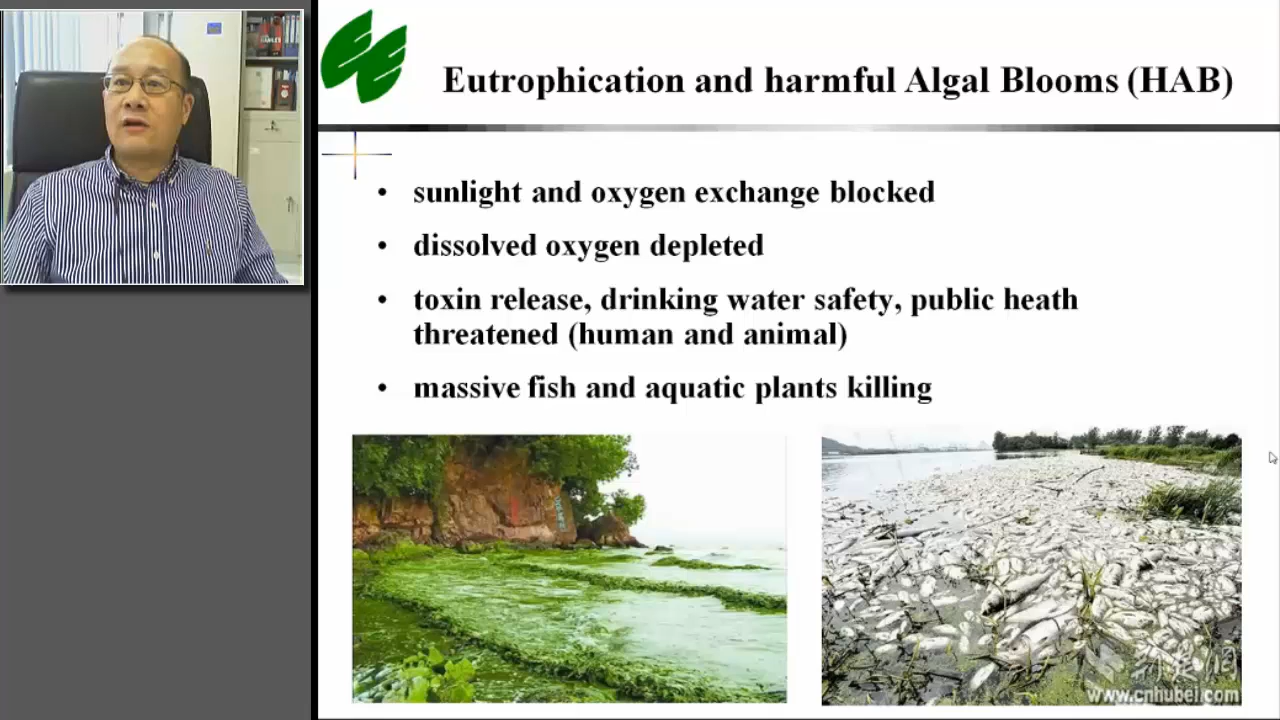 Eutrophication and harmful Algal Blooms (HAB)
• sunlight and oxygen exchange blocked
• dissolved oxygen depleted
• toxin release, drinking water safety, public heath
threatened (human and animal)
• massive fish and aquatic plants killing
www.cnhubei.com